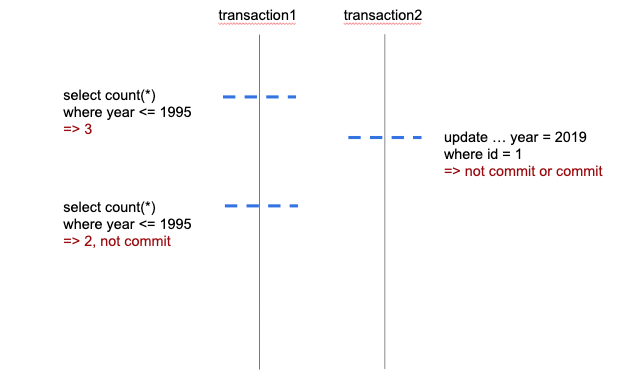 transaction1
transaction2
select count(*)
where year <= 1995
=> 3
update … year = 2019
where id = 1
=> not commit or commit
select count(*)
where year <= 1995
=> 2, not commit